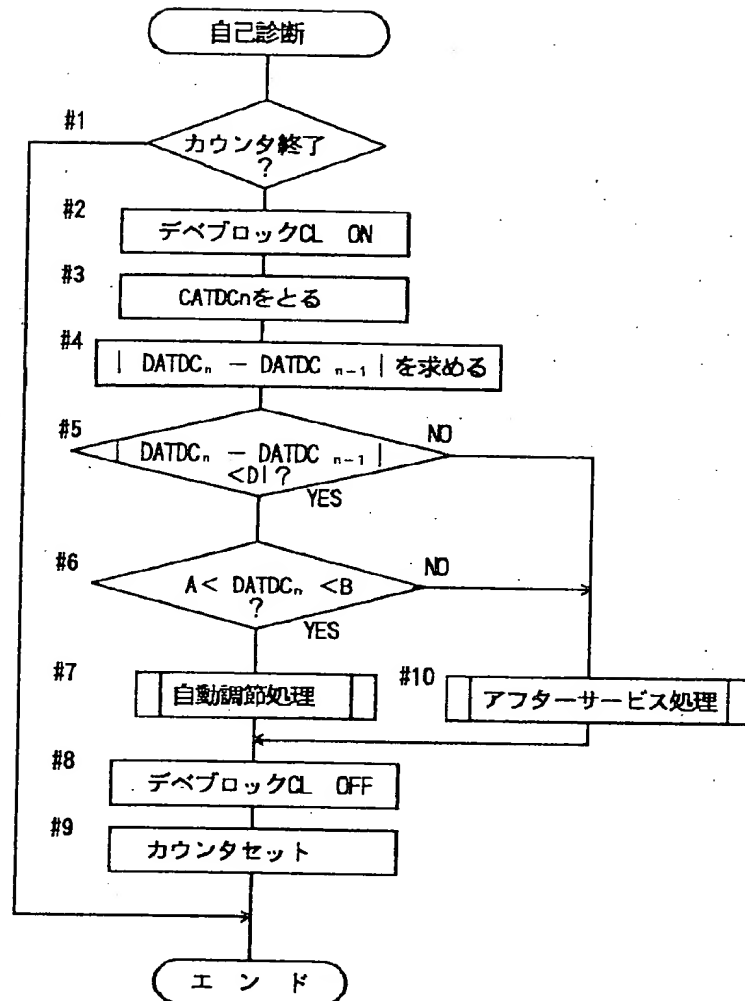 自己診断
#1
カウンタ終了
?
#2
デベブロックCL ON
#3
CATDCnをとる
#4
| DATDCₙ − DATDC ₙ₋₁ | を求める
#5
| DATDCₙ − DATDC ₙ₋₁ |
<D1?
NO
YES
#6
A< DATDCₙ <B
?
NO
YES
#7
自動調節処理
#10
アフターサービス処理
#8
デベブロックCL OFF
#9
カウンタセット
エンド